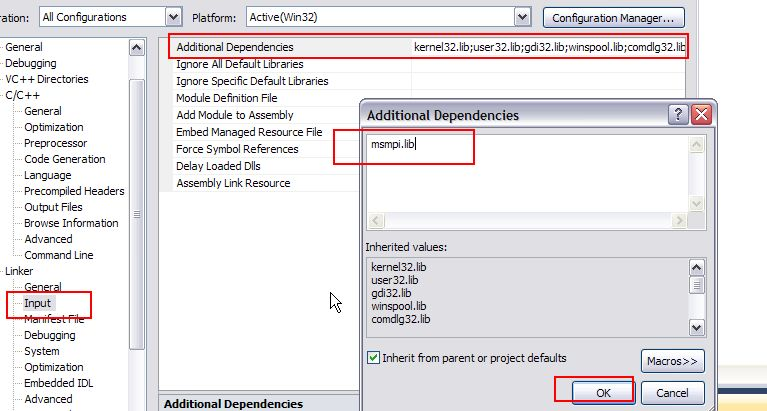 ration: All Configurations Platform: Active(Win32) Configuration Manager...
General
Debugging
VC++ Directories
C/C++
General
Optimization
Preprocessor
Code Generation
Language
Precompiled Headers
Output Files
Browse Information
Advanced
Command Line
Linker
General
Input
Manifest File
Debugging
System
Optimization
Embedded IDL
Advanced
Additional Dependencies kernel32.lib;user32.lib;gdi32.lib;winspool.lib;comdlg32.lib
Ignore All Default Libraries
Ignore Specific Default Libraries
Module Definition File
Add Module to Assembly
Embed Managed Resource File
Force Symbol References
Delay Loaded Dlls
Assembly Link Resource
Additional Dependencies
Additional Dependencies
msmpi.lib
Inherited values:
kernel32.lib
user32.lib
gdi32.lib
winspool.lib
comdlg32.lib
Inherit from parent or project defaults
Macros>>
OK Cancel